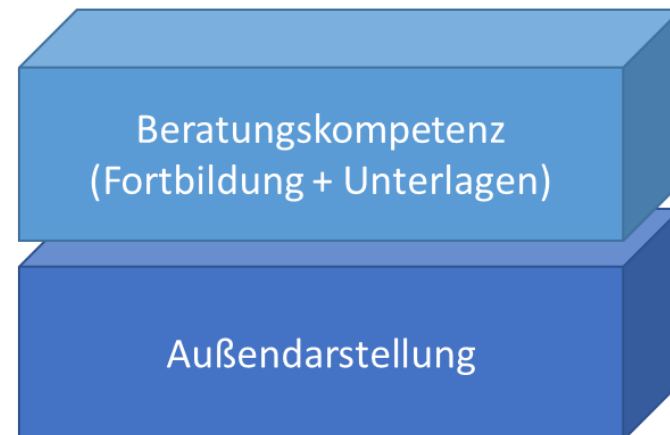 Beratungskompetenz
(Fortbildung + Unterlagen)
Außendarstellung